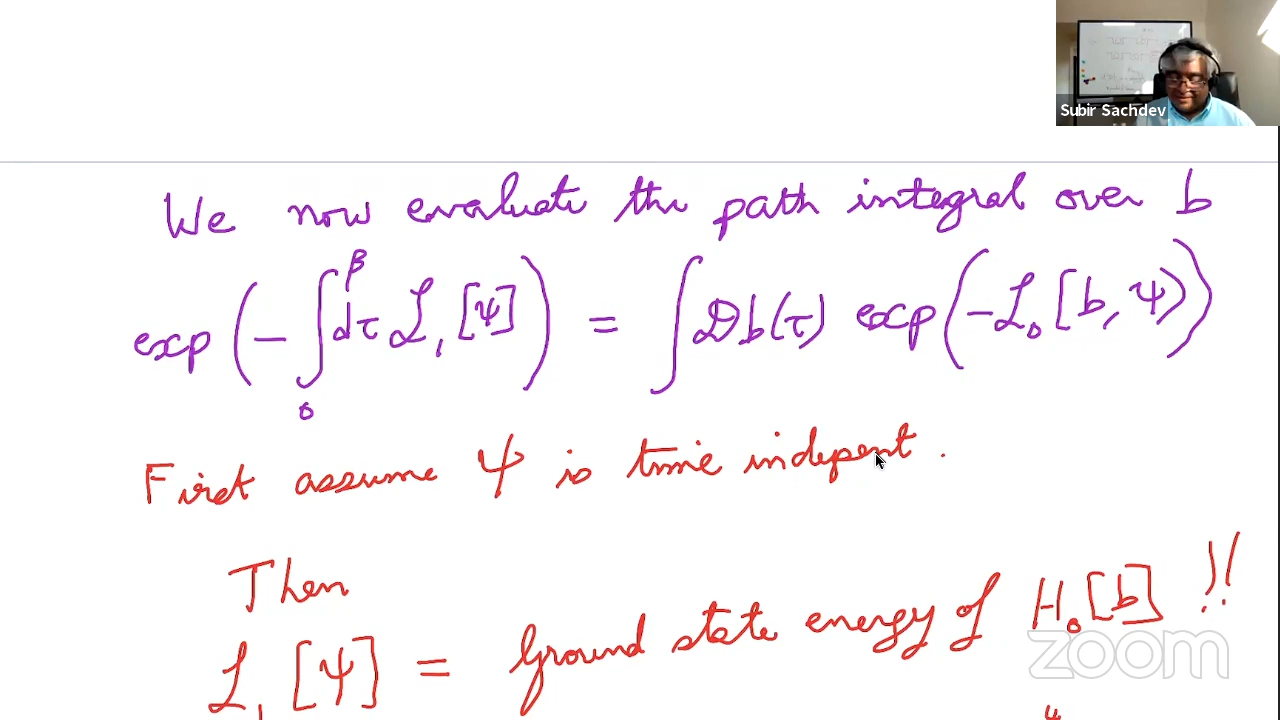 Subir Sachdev
We now evaluate the path integral over b
exp(-∫₀^β dτ ℒ₁[ψ]) = ∫ 𝒟b(τ) exp(-ℒ₀[b, ψ])
First assume ψ is time indepent.
Then
ℒ₁[ψ] = Ground state energy of H₀[b] !!
zoom